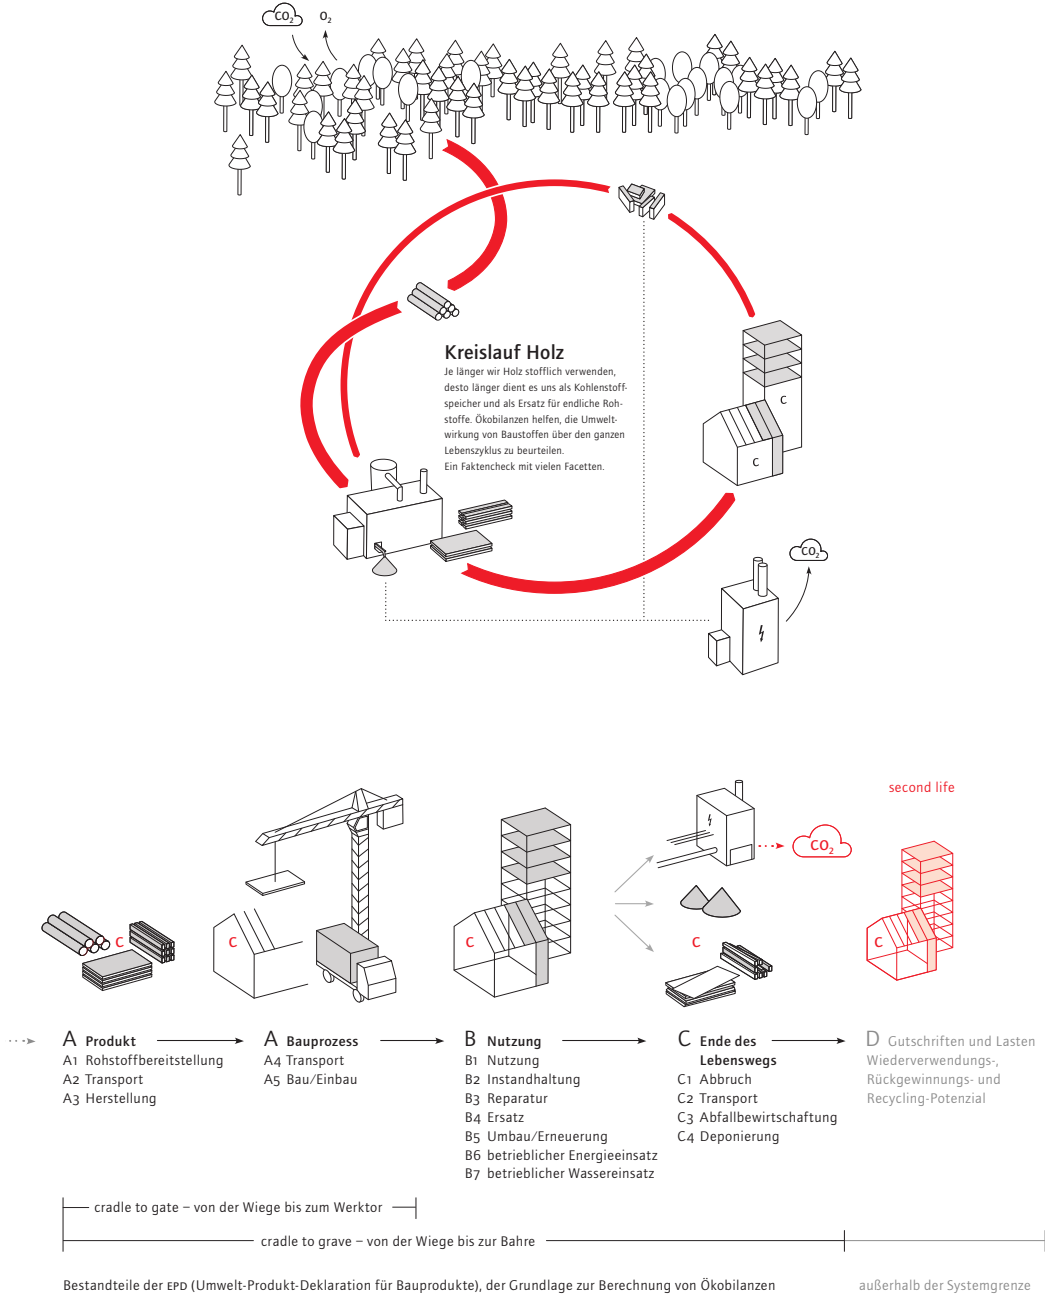 CO₂ O₂
Kreislauf Holz
Je länger wir Holz stofflich verwenden,
desto länger dient es uns als Kohlenstoff-
speicher und als Ersatz für endliche Roh-
stoffe. Ökobilanzen helfen, die Umwelt-
wirkung von Baustoffen über den ganzen
Lebenszyklus zu beurteilen.
Ein Faktencheck mit vielen Facetten.
C
C
CO₂
second life
CO₂
C
C
C
C
C
A Produkt
A1 Rohstoffbereitstellung
A2 Transport
A3 Herstellung
A Bauprozess
A4 Transport
A5 Bau/Einbau
B Nutzung
B1 Nutzung
B2 Instandhaltung
B3 Reparatur
B4 Ersatz
B5 Umbau/Erneuerung
B6 betrieblicher Energieeinsatz
B7 betrieblicher Wassereinsatz
C Ende des
Lebenswegs
C1 Abbruch
C2 Transport
C3 Abfallbewirtschaftung
C4 Deponierung
D Gutschriften und Lasten
Wiederverwendungs-,
Rückgewinnungs- und
Recycling-Potenzial
cradle to gate – von der Wiege bis zum Werktor
cradle to grave – von der Wiege bis zur Bahre
Bestandteile der EPD (Umwelt-Produkt-Deklaration für Bauprodukte), der Grundlage zur Berechnung von Ökobilanzen
außerhalb der Systemgrenze